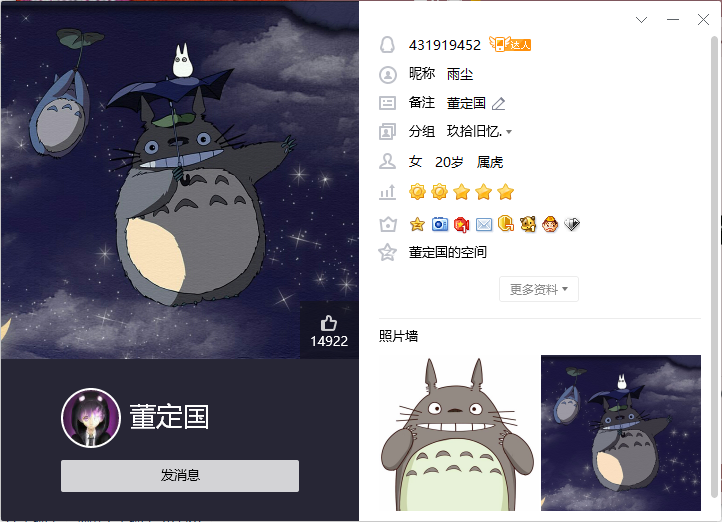 14922
董定国
发消息
431919452 达人
昵称 雨尘
备注 董定国
分组 玖拾旧忆.
女 20岁 属虎
董定国的空间
更多资料
照片墙